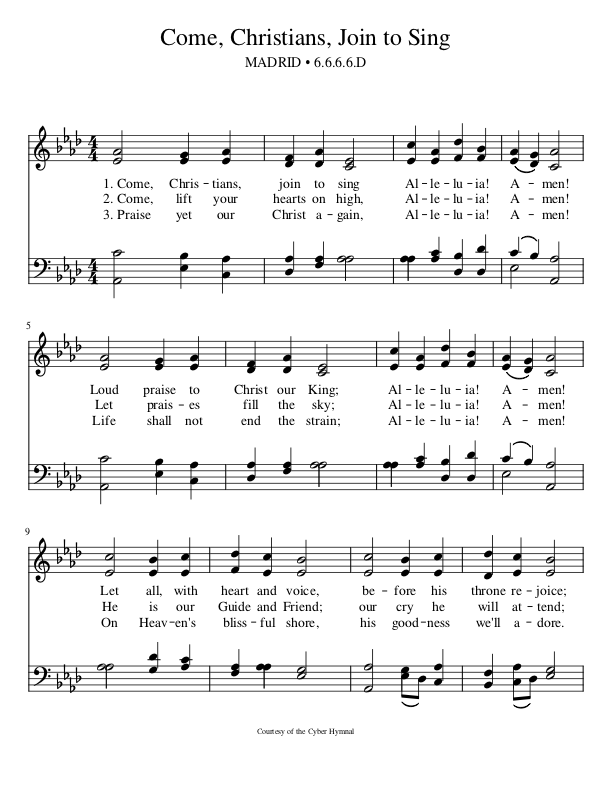 Come, Christians, Join to Sing
MADRID • 6.6.6.6.D
1. Come, Chris – tians, join to sing Al – le – lu – ia! A – men!
2. Come, lift your hearts on high, Al – le – lu – ia! A – men!
3. Praise yet our Christ a – gain, Al – le – lu – ia! A – men!
5
Loud praise to Christ our King; Al – le – lu – ia! A – men!
Let prais – es fill the sky; Al – le – lu – ia! A – men!
Life shall not end the strain; Al – le – lu – ia! A – men!
9
Let all, with heart and voice, be – fore his throne re – joice;
He is our Guide and Friend; our cry he will at – tend;
On Heav – en's bliss – ful shore, his good – ness we'll a – dore.
Courtesy of the Cyber Hymnal